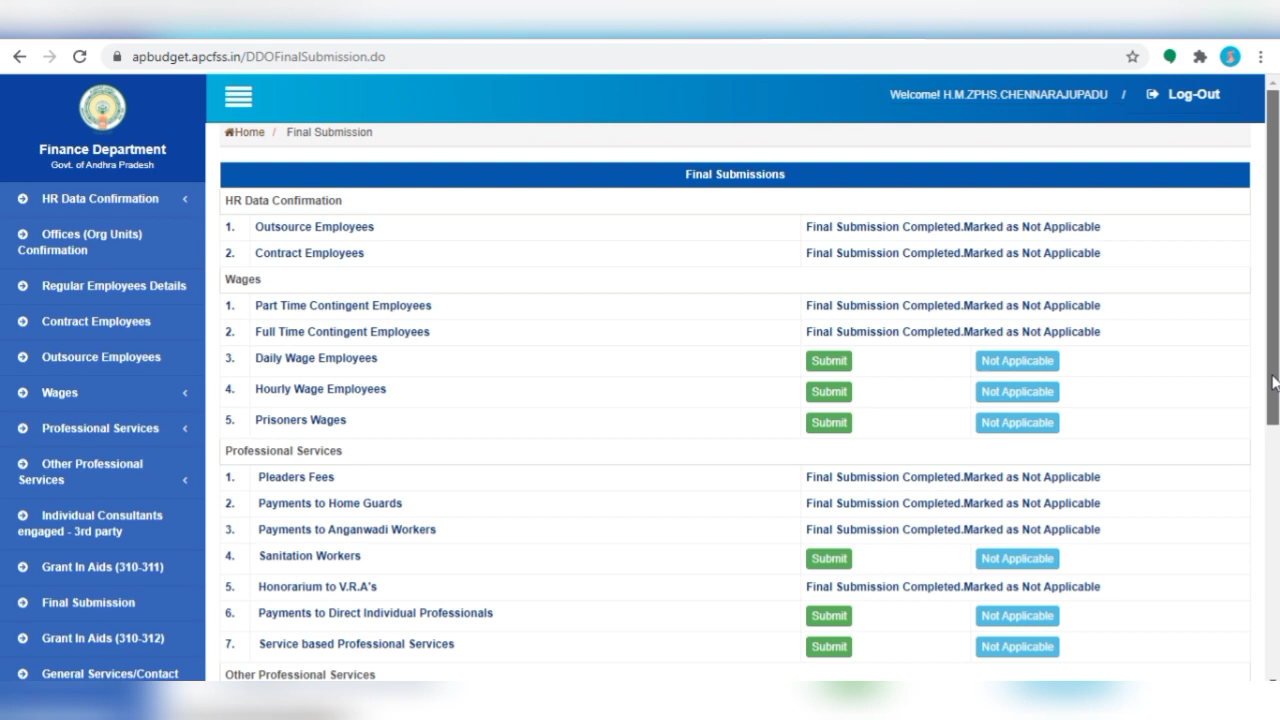 apbudget.apcfss.in/DDOFinalSubmission.do
Welcome! H.M.ZPHS.CHENNARAJUPADU / Log-Out
Finance Department
Govt. of Andhra Pradesh
HR Data Confirmation
Offices (Org Units)
Confirmation
Regular Employees Details
Contract Employees
Outsource Employees
Wages
Professional Services
Other Professional
Services
Individual Consultants
engaged - 3rd party
Grant In Aids (310-311)
Final Submission
Grant In Aids (310-312)
General Services/Contact
Home / Final Submission
Final Submissions
HR Data Confirmation
1. Outsource Employees Final Submission Completed.Marked as Not Applicable
2. Contract Employees Final Submission Completed.Marked as Not Applicable
Wages
1. Part Time Contingent Employees Final Submission Completed.Marked as Not Applicable
2. Full Time Contingent Employees Final Submission Completed.Marked as Not Applicable
3. Daily Wage Employees Submit Not Applicable
4. Hourly Wage Employees Submit Not Applicable
5. Prisoners Wages Submit Not Applicable
Professional Services
1. Pleaders Fees Final Submission Completed.Marked as Not Applicable
2. Payments to Home Guards Final Submission Completed.Marked as Not Applicable
3. Payments to Anganwadi Workers Final Submission Completed.Marked as Not Applicable
4. Sanitation Workers Submit Not Applicable
5. Honorarium to V.R.A's Final Submission Completed.Marked as Not Applicable
6. Payments to Direct Individual Professionals Submit Not Applicable
7. Service based Professional Services Submit Not Applicable
Other Professional Services